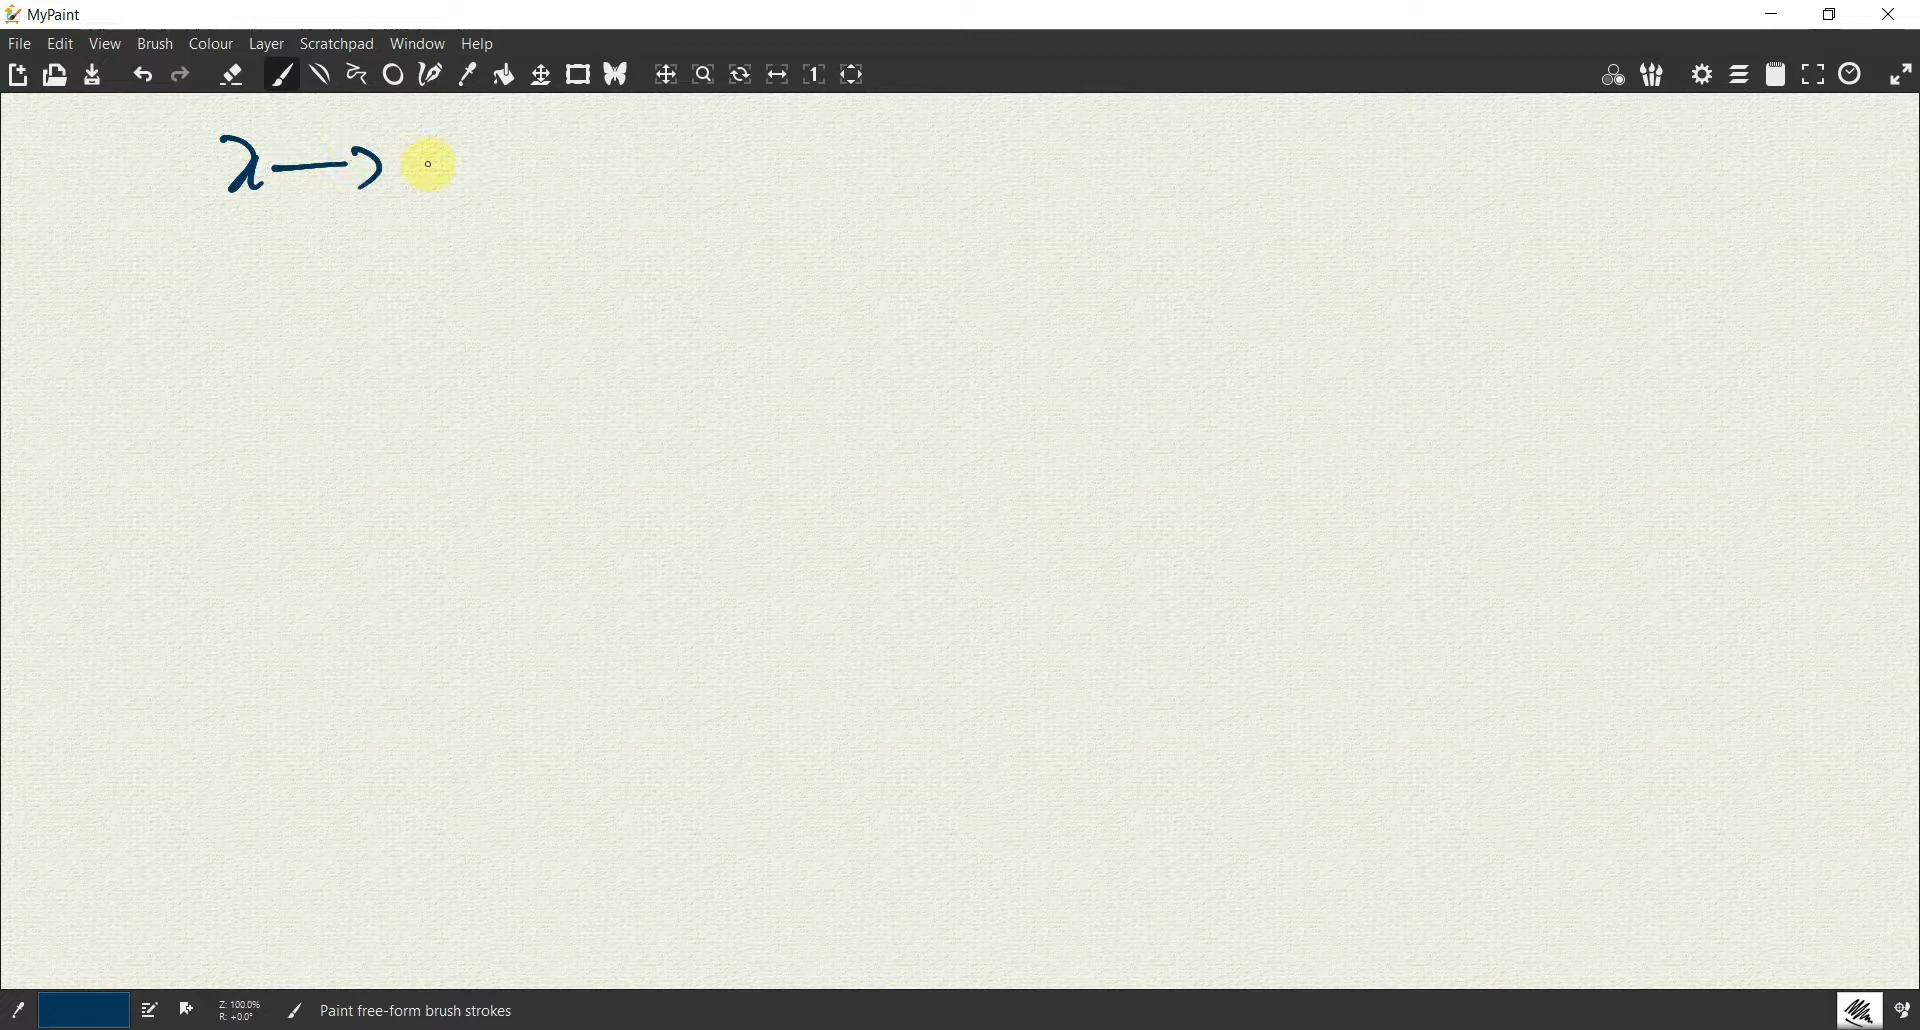 MyPaint
File Edit View Brush Colour Layer Scratchpad Window Help
1
λ →
Z: 100.0%
R: +0.0°
Paint free-form brush strokes